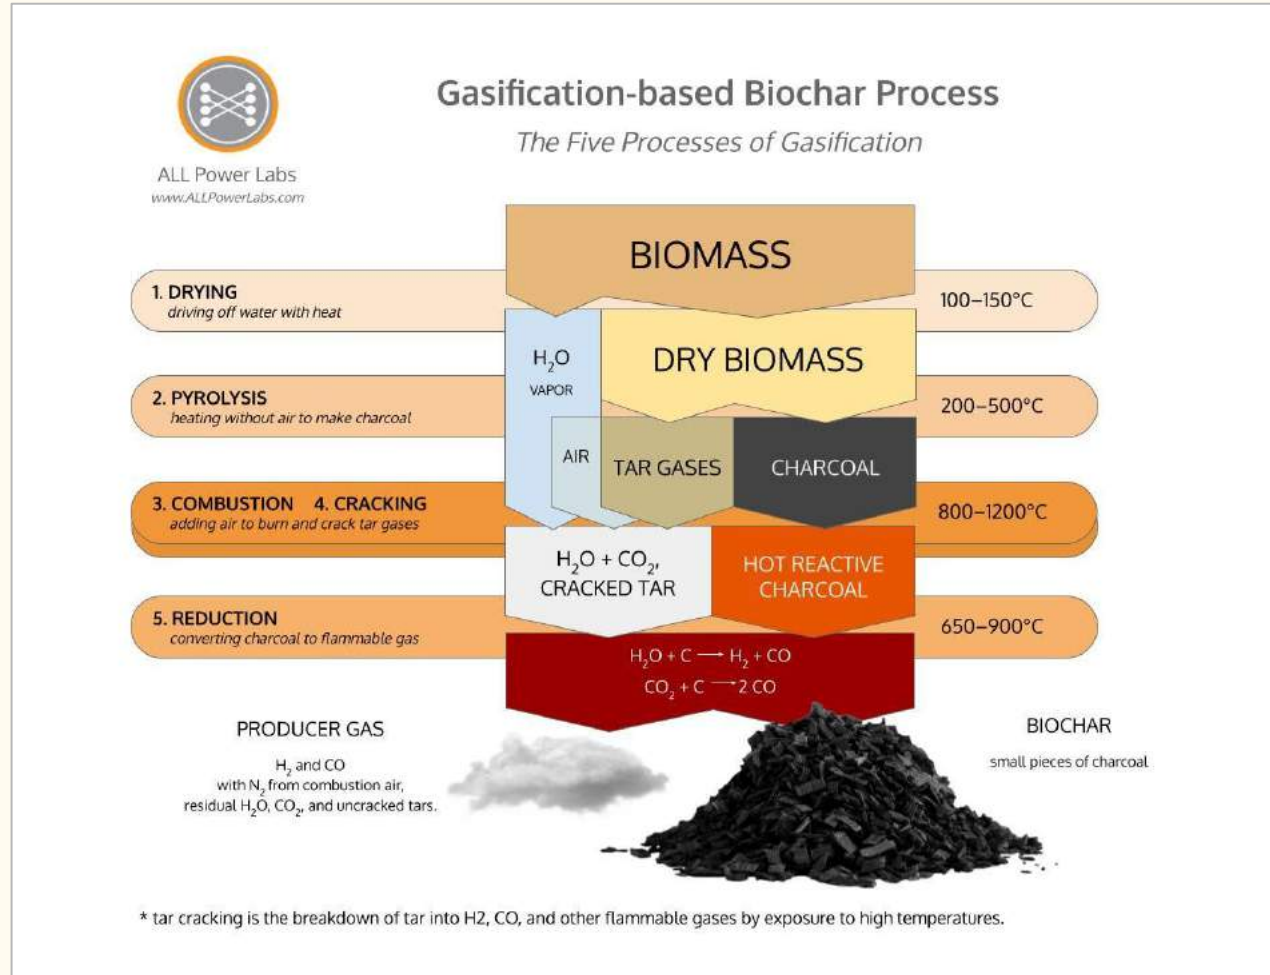 Gasification-based Biochar Process
The Five Processes of Gasification
ALL Power Labs
www.ALLPowerLabs.com
BIOMASS
1. DRYING
driving off water with heat
100–150°C
H₂O
VAPOR
DRY BIOMASS
2. PYROLYSIS
heating without air to make charcoal
200–500°C
AIR
TAR GASES
CHARCOAL
3. COMBUSTION 4. CRACKING
adding air to burn and crack tar gases
800–1200°C
H₂O + CO₂,
CRACKED TAR
HOT REACTIVE
CHARCOAL
5. REDUCTION
converting charcoal to flammable gas
650–900°C
H₂O + C → H₂ + CO
CO₂ + C → 2 CO
PRODUCER GAS
H₂ and CO
with N₂ from combustion air,
residual H₂O, CO₂, and uncracked tars.
BIOCHAR
small pieces of charcoal
* tar cracking is the breakdown of tar into H2, CO, and other flammable gases by exposure to high temperatures.